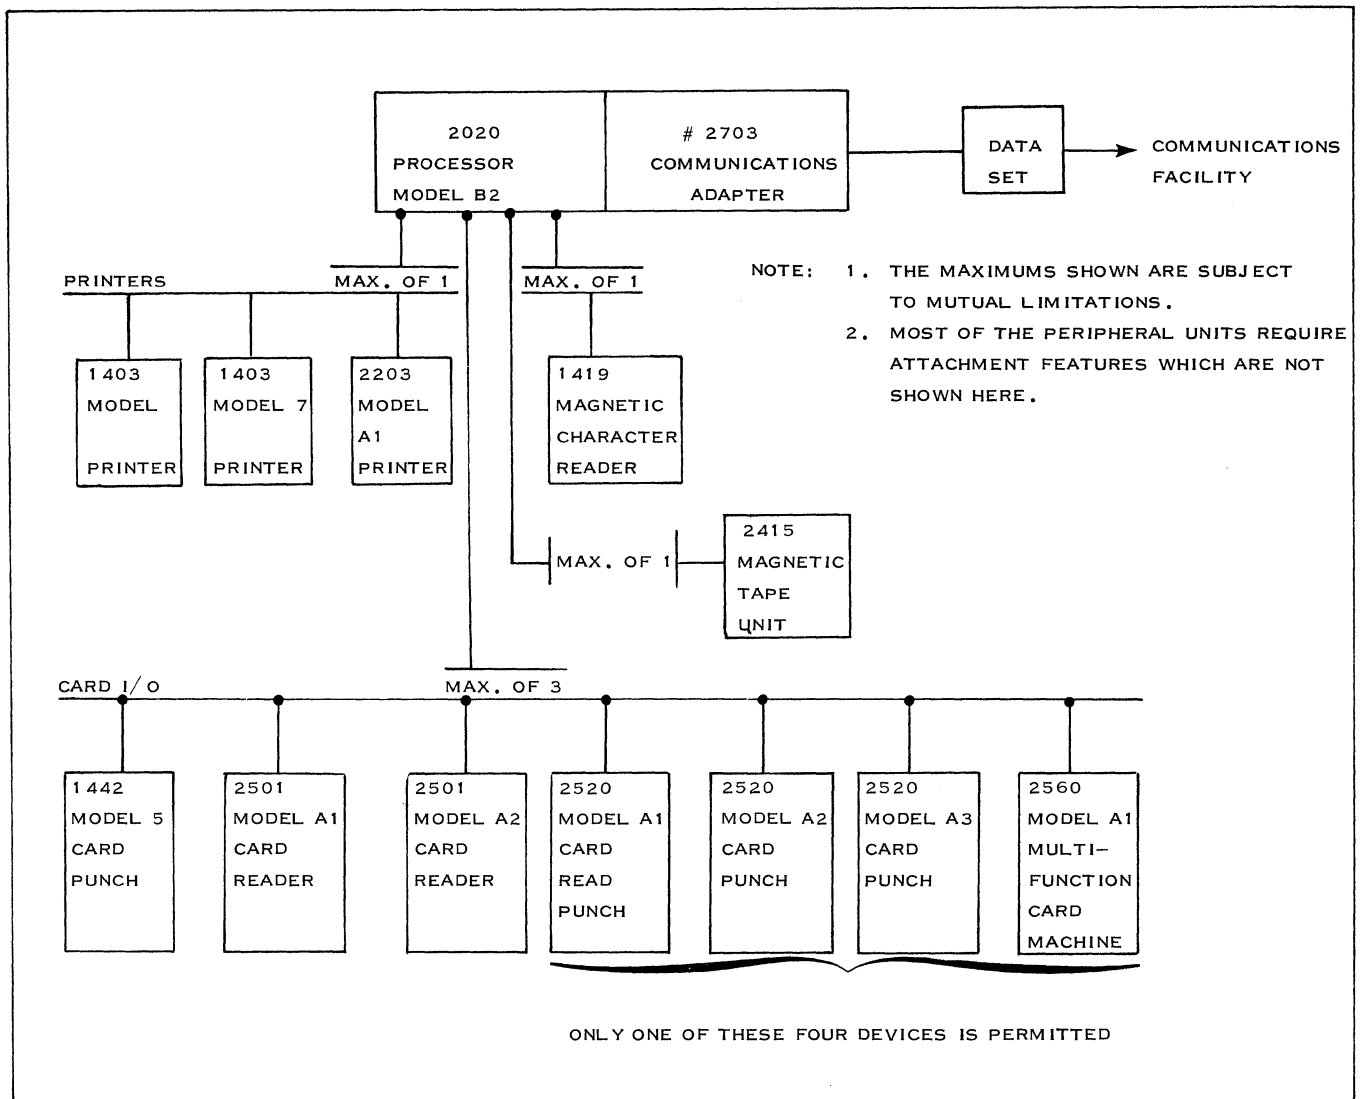 2020
PROCESSOR
MODEL B2
# 2703
COMMUNICATIONS
ADAPTER
DATA
SET
COMMUNICATIONS
FACILITY
PRINTERS
MAX. OF 1
MAX. OF 1
NOTE: 1. THE MAXIMUMS SHOWN ARE SUBJECT
TO MUTUAL LIMITATIONS.
2. MOST OF THE PERIPHERAL UNITS REQUIRE
ATTACHMENT FEATURES WHICH ARE NOT
SHOWN HERE.
1403
MODEL
PRINTER
1403
MODEL 7
PRINTER
2203
MODEL
A1
PRINTER
1419
MAGNETIC
CHARACTER
READER
MAX. OF 1
2415
MAGNETIC
TAPE
UNIT
CARD I/O
MAX. OF 3
1442
MODEL 5
CARD
PUNCH
2501
MODEL A1
CARD
READER
2501
MODEL A2
CARD
READER
2520
MODEL A1
CARD
READ
PUNCH
2520
MODEL A2
CARD
PUNCH
2520
MODEL A3
CARD
PUNCH
2560
MODEL A1
MULTI-
FUNCTION
CARD
MACHINE
ONLY ONE OF THESE FOUR DEVICES IS PERMITTED